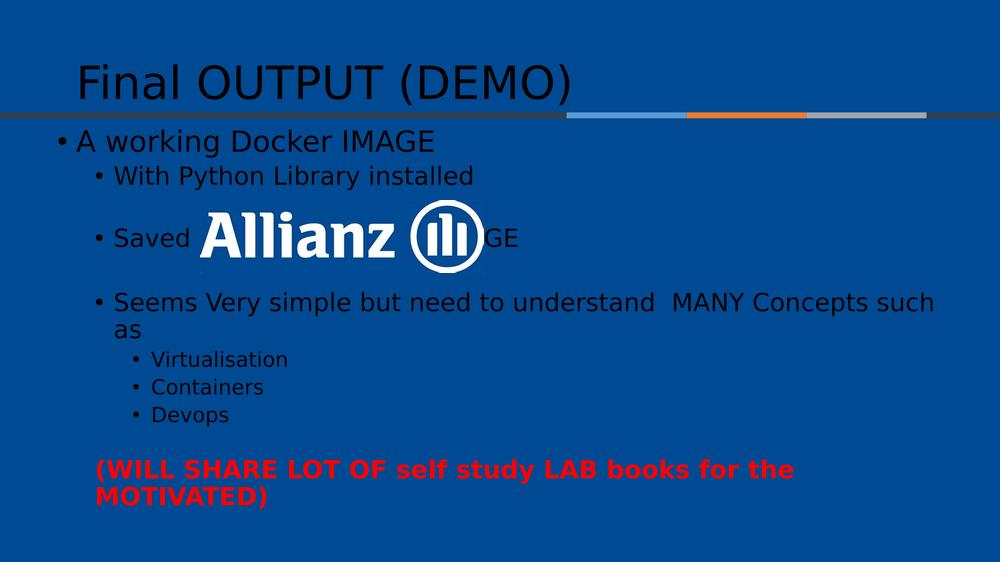 Final OUTPUT (DEMO)
• A working Docker IMAGE
• With Python Library installed
• Saved Allianz GE
• Seems Very simple but need to understand  MANY Concepts such
as
• Virtualisation
• Containers
• Devops
(WILL SHARE LOT OF self study LAB books for the
MOTIVATED)